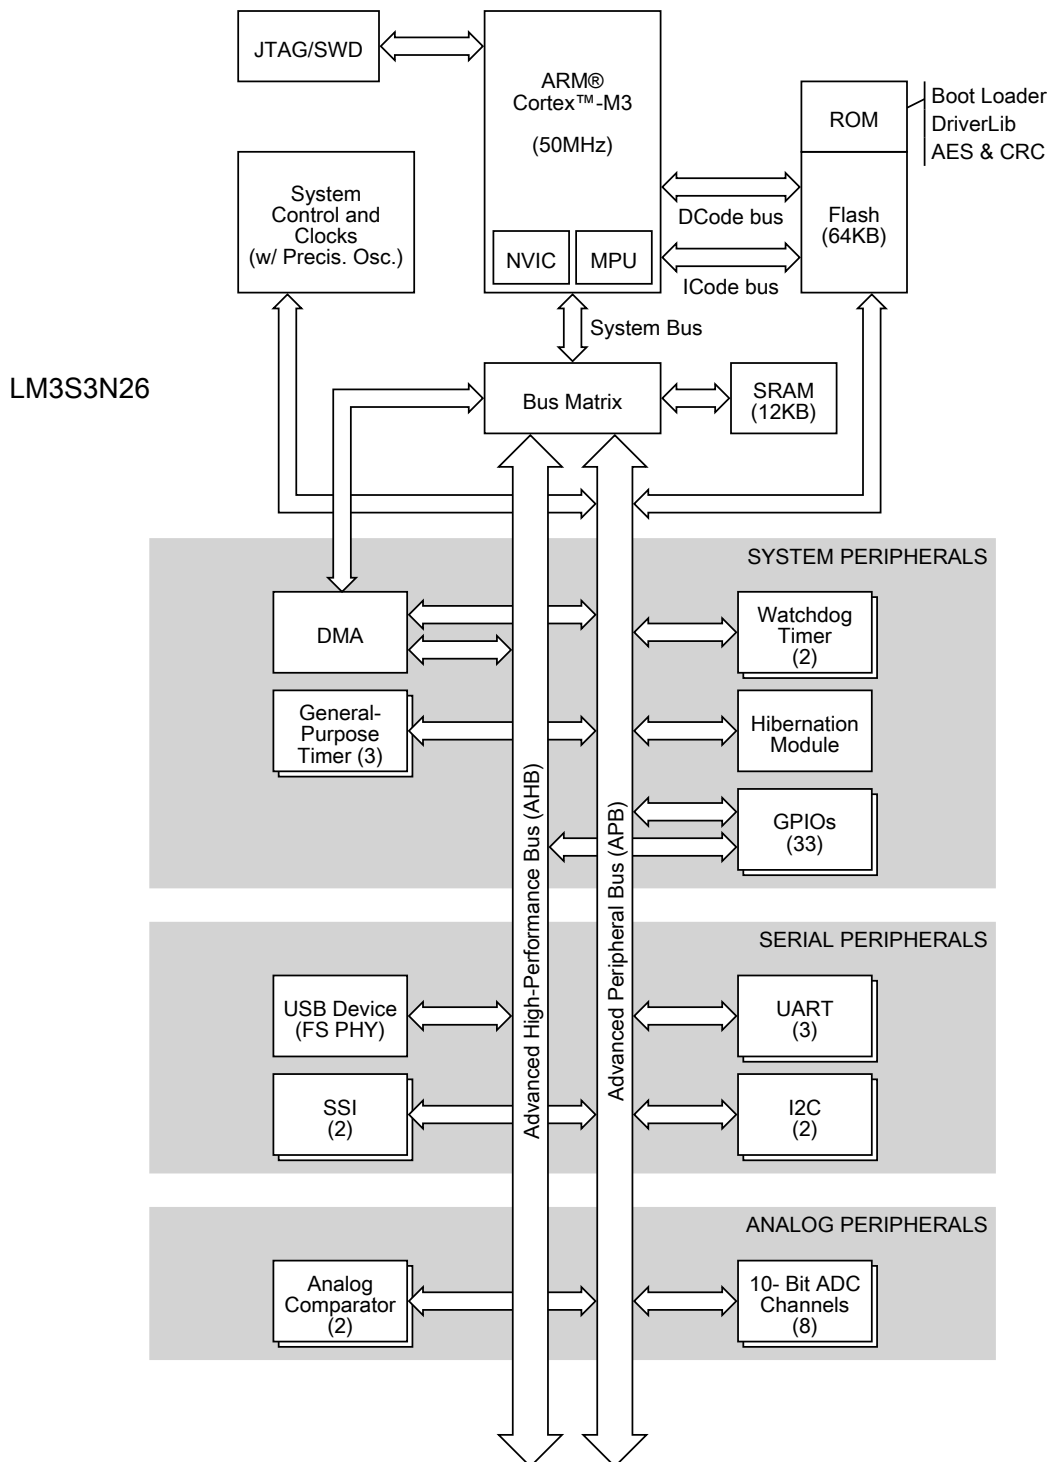 JTAG/SWD
ARM®
Cortex™-M3
(50MHz)
NVIC
MPU
ROM
Boot Loader
DriverLib
AES & CRC
System
Control and
Clocks
(w/ Precis. Osc.)
DCode bus
ICode bus
Flash
(64KB)
System Bus
LM3S3N26
Bus Matrix
SRAM
(12KB)
SYSTEM PERIPHERALS
DMA
Watchdog
Timer
(2)
General-
Purpose
Timer (3)
Hibernation
Module
GPIOs
(33)
Advanced High-Performance Bus (AHB)
Advanced Peripheral Bus (APB)
SERIAL PERIPHERALS
USB Device
(FS PHY)
UART
(3)
SSI
(2)
I2C
(2)
ANALOG PERIPHERALS
Analog
Comparator
(2)
10- Bit ADC
Channels
(8)